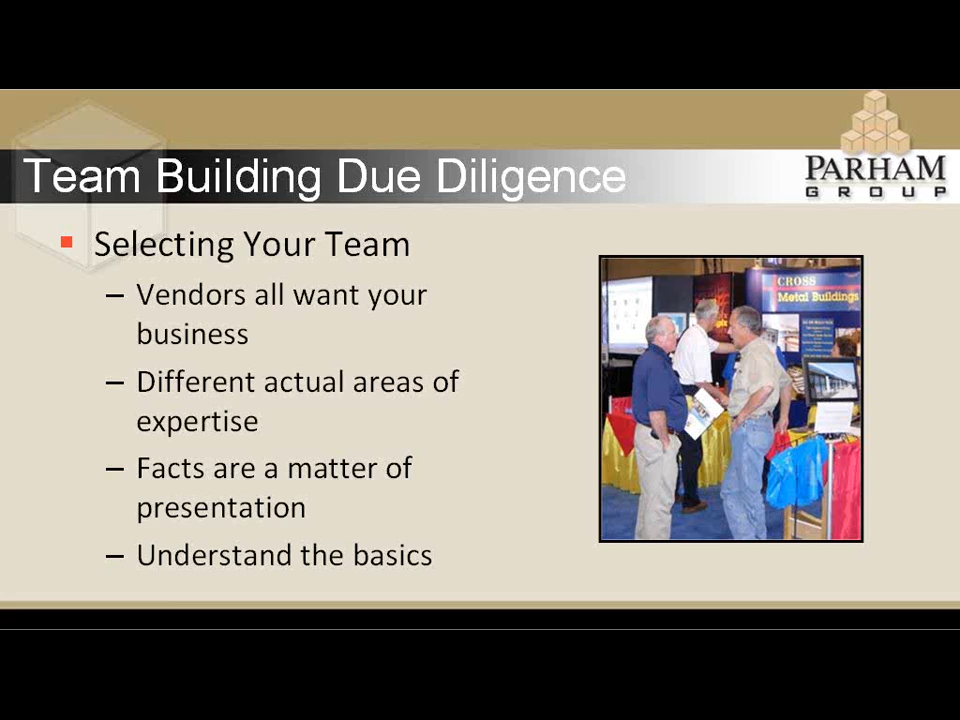 Team Building Due Diligence
PARHAM
GROUP
▪ Selecting Your Team
– Vendors all want your
business
– Different actual areas of
expertise
– Facts are a matter of
presentation
– Understand the basics
CROSS
Metal Buildings